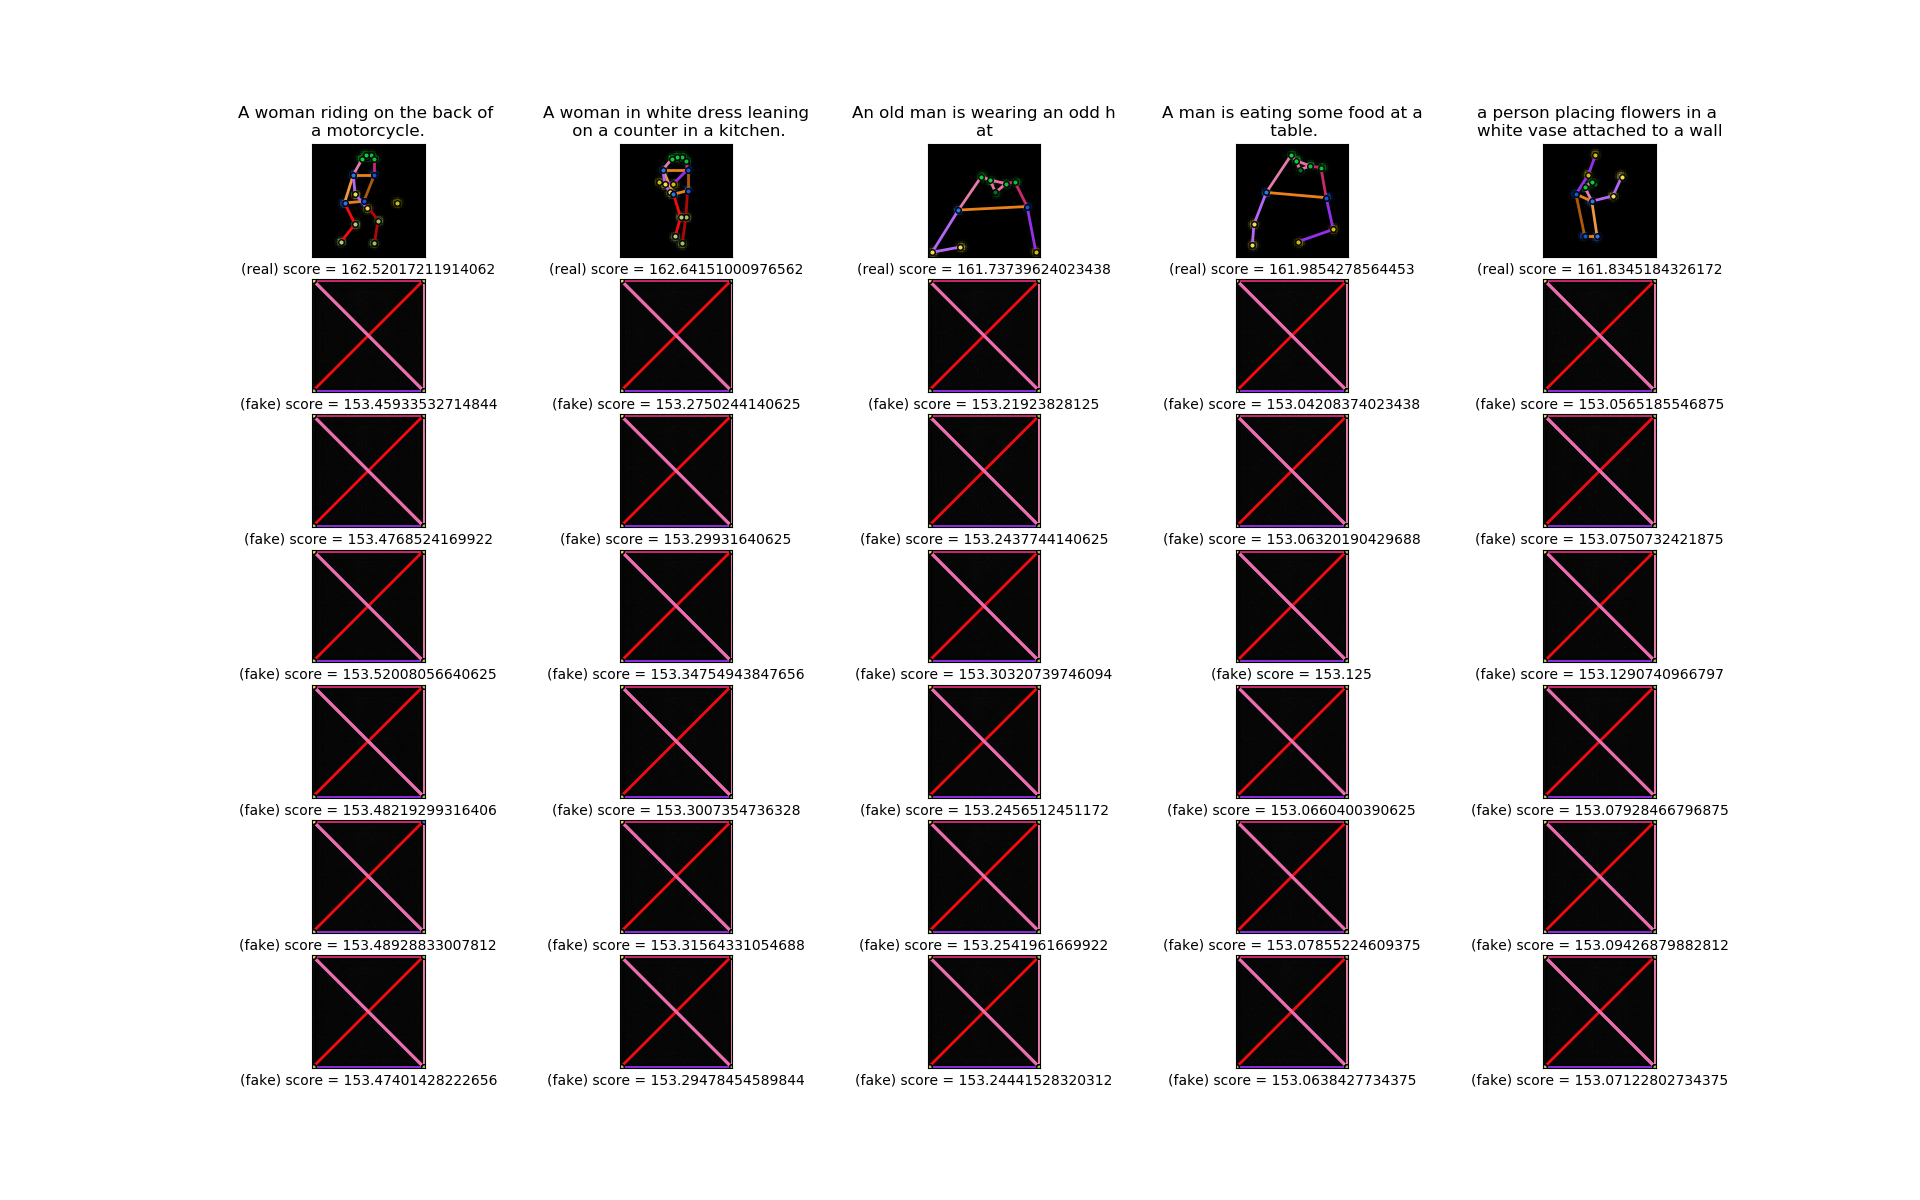 A woman riding on the back of
a motorcycle.
A woman in white dress leaning
on a counter in a kitchen.
An old man is wearing an odd h
at
A man is eating some food at a
table.
a person placing flowers in a
white vase attached to a wall
(real) score = 162.52017211914062
(real) score = 162.64151000976562
(real) score = 161.73739624023438
(real) score = 161.9854278564453
(real) score = 161.8345184326172
(fake) score = 153.45933532714844
(fake) score = 153.2750244140625
(fake) score = 153.21923828125
(fake) score = 153.04208374023438
(fake) score = 153.0565185546875
(fake) score = 153.4768524169922
(fake) score = 153.29931640625
(fake) score = 153.2437744140625
(fake) score = 153.06320190429688
(fake) score = 153.0750732421875
(fake) score = 153.52008056640625
(fake) score = 153.34754943847656
(fake) score = 153.30320739746094
(fake) score = 153.125
(fake) score = 153.1290740966797
(fake) score = 153.48219299316406
(fake) score = 153.3007354736328
(fake) score = 153.2456512451172
(fake) score = 153.0660400390625
(fake) score = 153.07928466796875
(fake) score = 153.48928833007812
(fake) score = 153.31564331054688
(fake) score = 153.2541961669922
(fake) score = 153.07855224609375
(fake) score = 153.09426879882812
(fake) score = 153.47401428222656
(fake) score = 153.29478454589844
(fake) score = 153.24441528320312
(fake) score = 153.0638427734375
(fake) score = 153.07122802734375